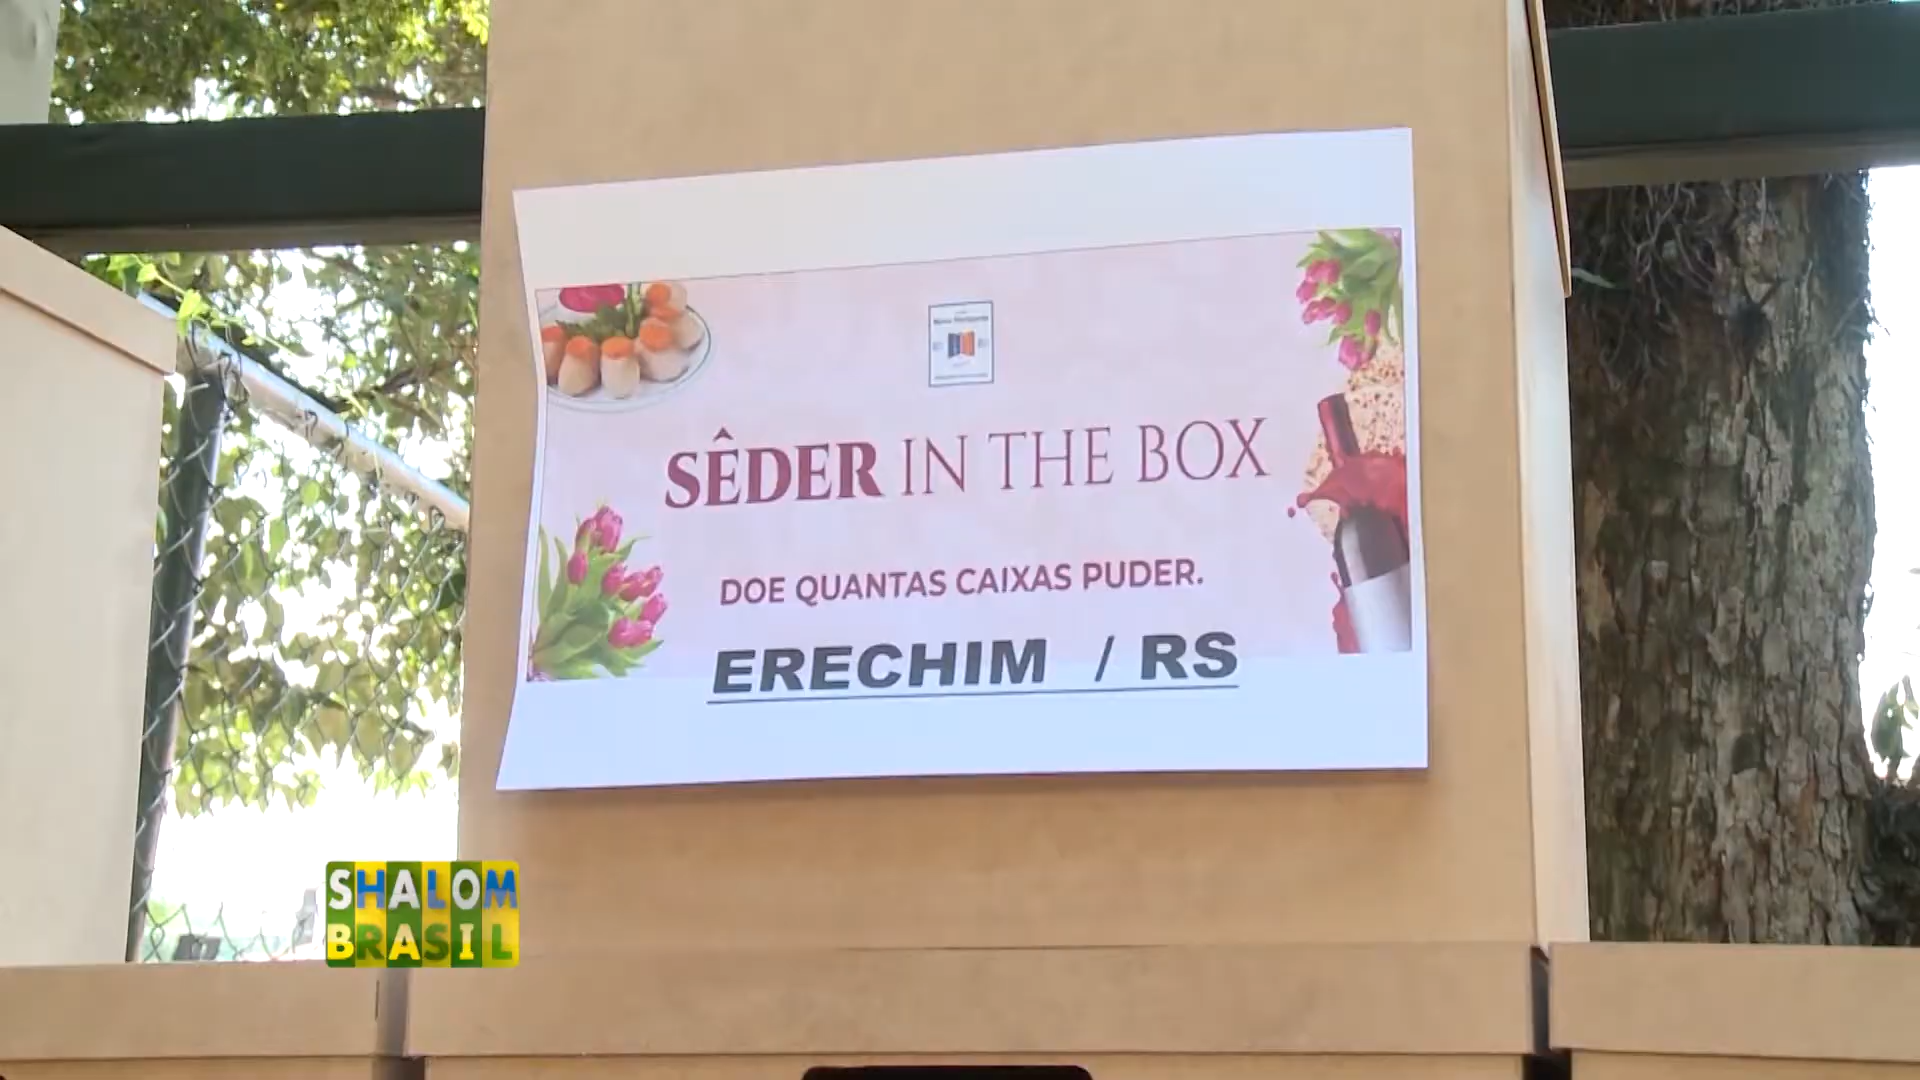 SÊDER IN THE BOX
DOE QUANTAS CAIXAS PUDER.
ERECHIM / RS
SHALOM
BRASIL